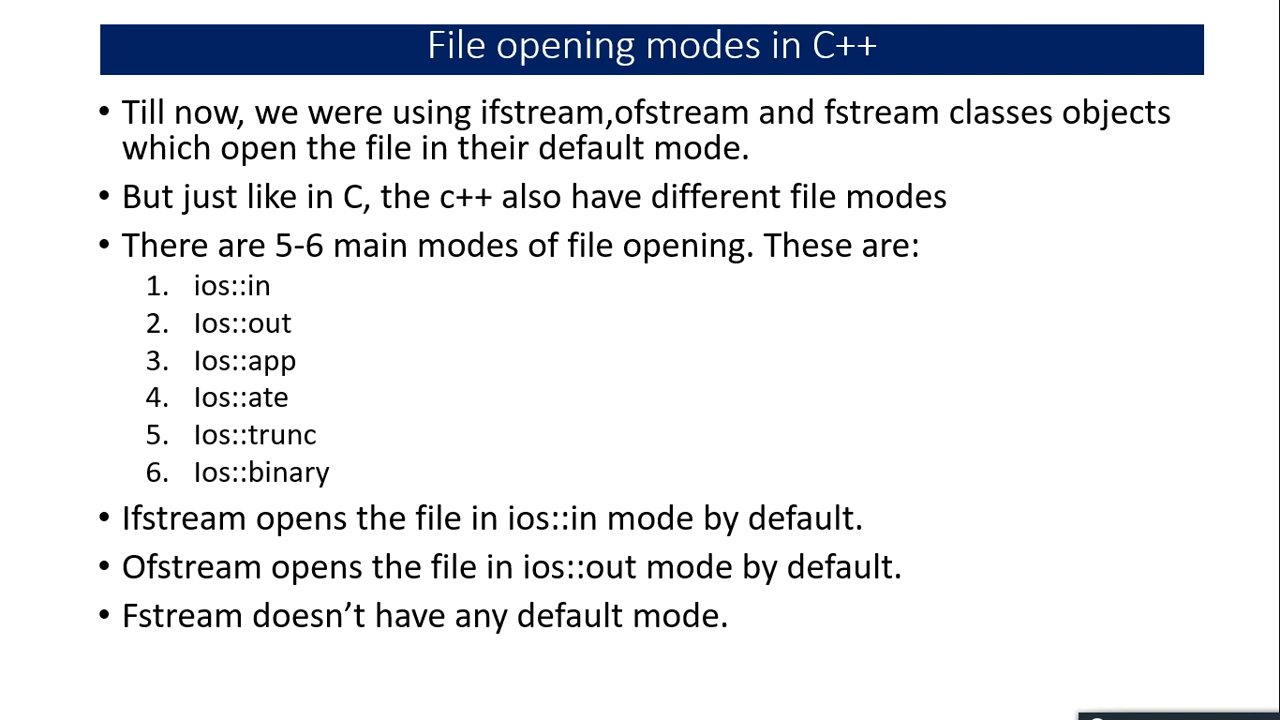 File opening modes in C++
• Till now, we were using ifstream,ofstream and fstream classes objects
which open the file in their default mode.
• But just like in C, the c++ also have different file modes
• There are 5-6 main modes of file opening. These are:
1. ios::in
2. Ios::out
3. Ios::app
4. Ios::ate
5. Ios::trunc
6. Ios::binary
• Ifstream opens the file in ios::in mode by default.
• Ofstream opens the file in ios::out mode by default.
• Fstream doesn’t have any default mode.